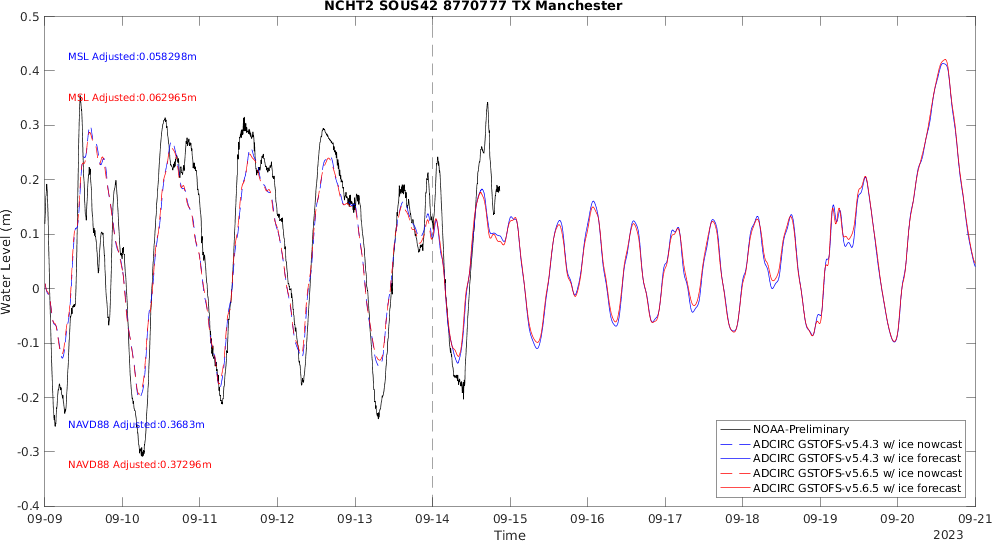 NCHT2 SOUS42 8770777 TX Manchester
0.5
0.4
0.3
0.2
0.1
0
-0.1
-0.2
-0.3
-0.4
Water Level (m)
MSL Adjusted:0.058298m
MSL Adjusted:0.062965m
NAVD88 Adjusted:0.3683m
NAVD88 Adjusted:0.37296m
NOAA-Preliminary
ADCIRC GSTOFS-v5.4.3 w/ ice nowcast
ADCIRC GSTOFS-v5.4.3 w/ ice forecast
ADCIRC GSTOFS-v5.6.5 w/ ice nowcast
ADCIRC GSTOFS-v5.6.5 w/ ice forecast
09-09 09-10 09-11 09-12 09-13 09-14 09-15 09-16 09-17 09-18 09-19 09-20 09-21
Time
2023